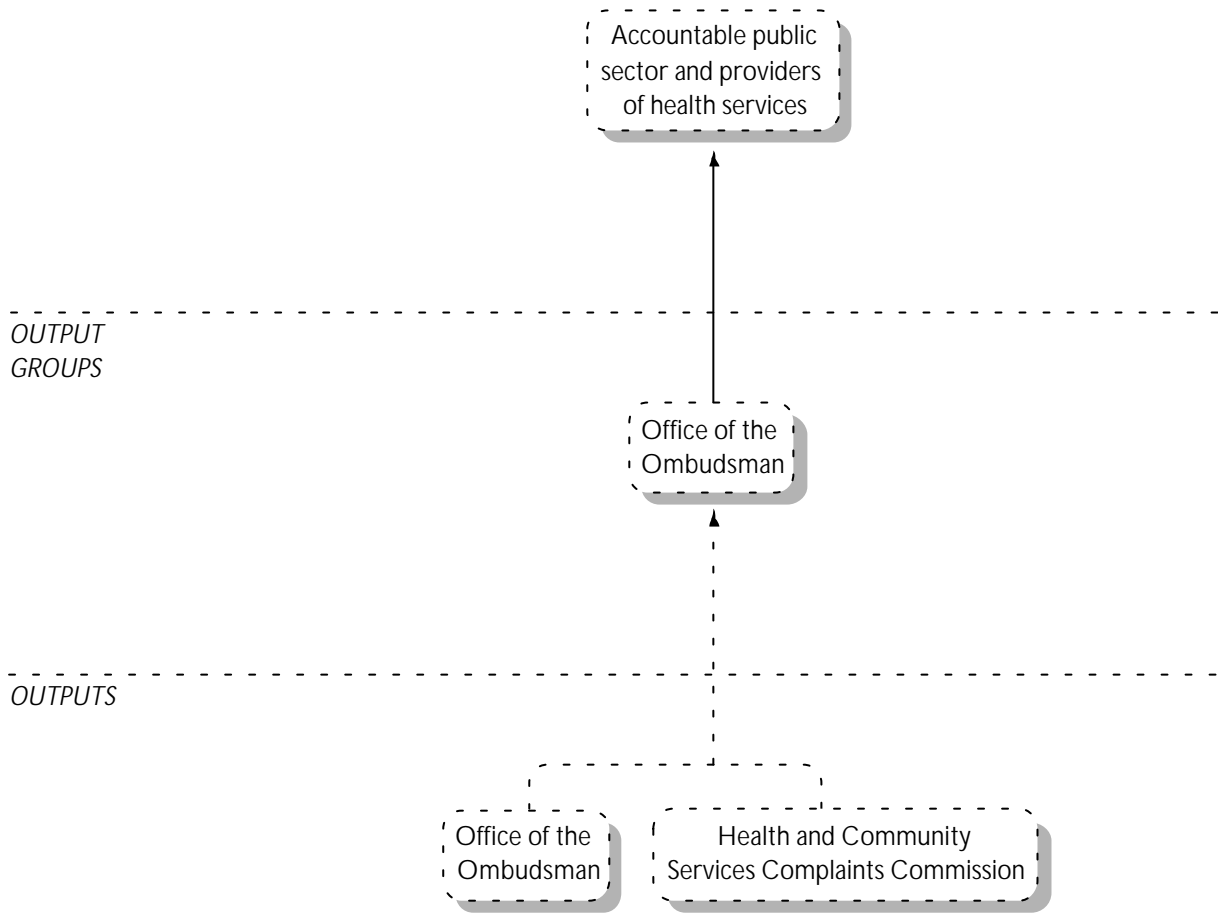 Accountable public
sector and providers
of health services
OUTPUT
GROUPS
Office of the
Ombudsman
OUTPUTS
Office of the
Ombudsman
Health and Community
Services Complaints Commission